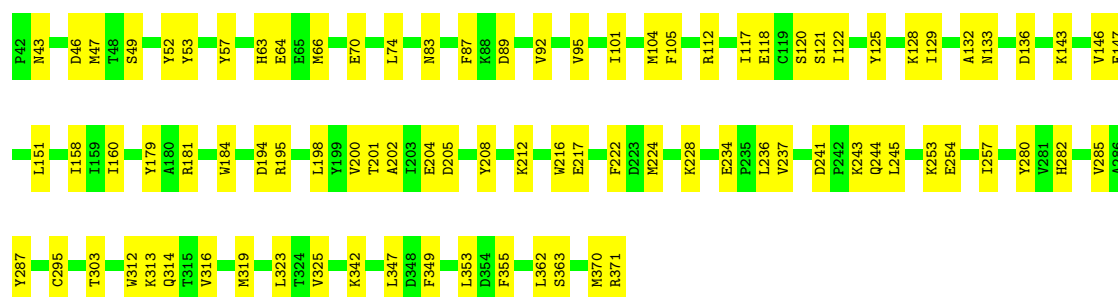 P42 N43 D46 M47 T48 S49 Y52 Y53 Y57 H63 E64 E65 M66 E70 L74 N83 F87 K88 D89 V92 V95 I101 M104 F105 R112 I117 E118 C119 S120 S121 I122 Y125 K128 I129 A132 N133 D136 K143 V146
L151 I158 I159 I160 Y179 A180 R181 W184 D194 R195 L198 Y199 V200 T201 A202 I203 E204 D205 Y208 K212 W216 E217 F222 D223 M224 K228 E234 P235 L236 V237 D241 P242 K243 Q244 L245 K253 E254 I257 Y280 V281 H282 V285 A286
Y287 C295 T303 W312 K313 Q314 T315 V316 M319 L323 T324 V325 K342 L347 D348 F349 L353 D354 F355 L362 S363 M370 R371